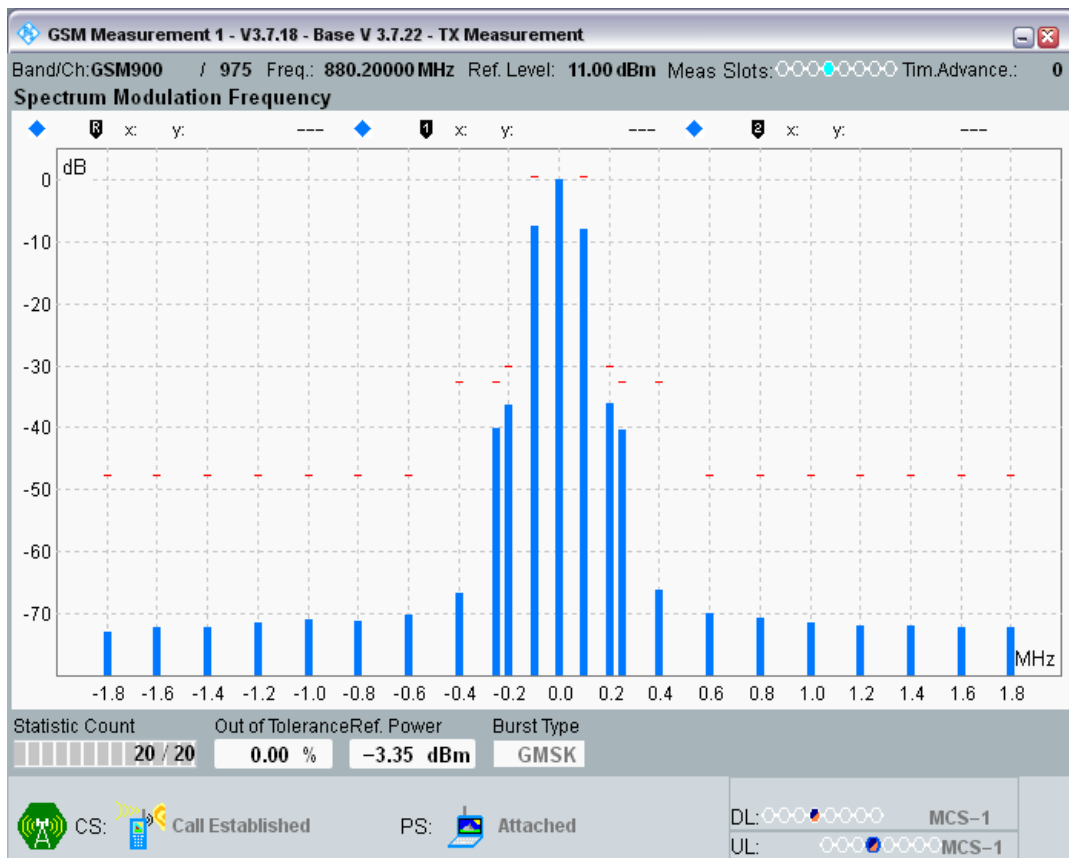 GSM Measurement 1 - V3.7.18 - Base V 3.7.22 - TX Measurement
Band/Ch:GSM900 / 975 Freq.: 880.20000 MHz Ref. Level: 11.00 dBm Meas Slots: Tim.Advance.: 0
Spectrum Modulation Frequency
R x: y: --- 1 x: y: --- 2 x: y: ---
dB
0
-10
-20
-30
-40
-50
-60
-70
MHz
-1.8 -1.6 -1.4 -1.2 -1.0 -0.8 -0.6 -0.4 -0.2 0.0 0.2 0.4 0.6 0.8 1.0 1.2 1.4 1.6 1.8
Statistic Count Out of Tolerance Ref. Power Burst Type
20 / 20 0.00 % −3.35 dBm GMSK
CS: Call Established PS: Attached DL: MCS−1
UL: MCS−1